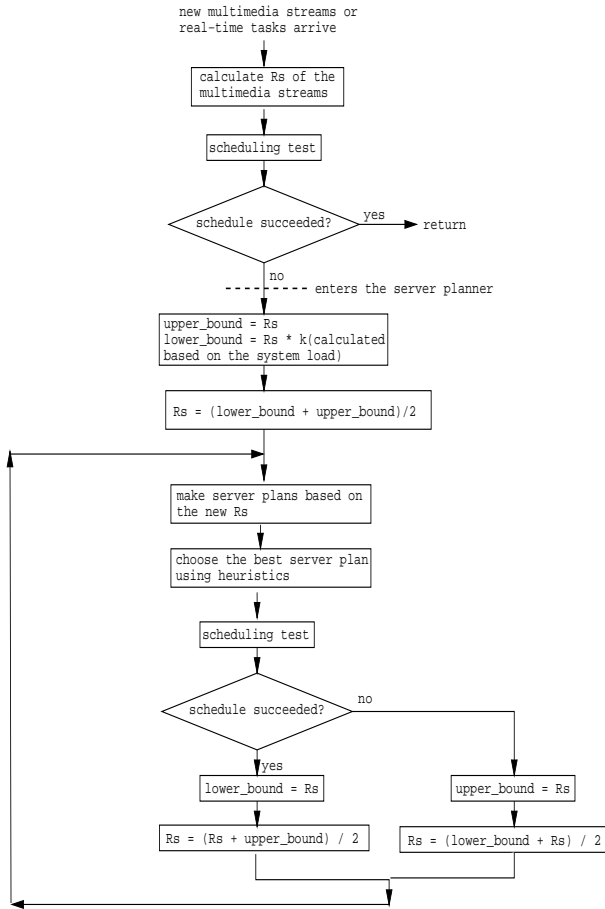 new multimedia streams or
real-time tasks arrive
calculate Rs of the
multimedia streams
scheduling test
schedule succeeded?
yes
return
no
enters the server planner
upper_bound = Rs
lower_bound = Rs * k(calculated
based on the system load)
Rs = (lower_bound + upper_bound)/2
make server plans based on
the new Rs
choose the best server plan
using heuristics
scheduling test
schedule succeeded?
no
yes
lower_bound = Rs
upper_bound = Rs
Rs = (Rs + upper_bound) / 2
Rs = (lower_bound + Rs) / 2